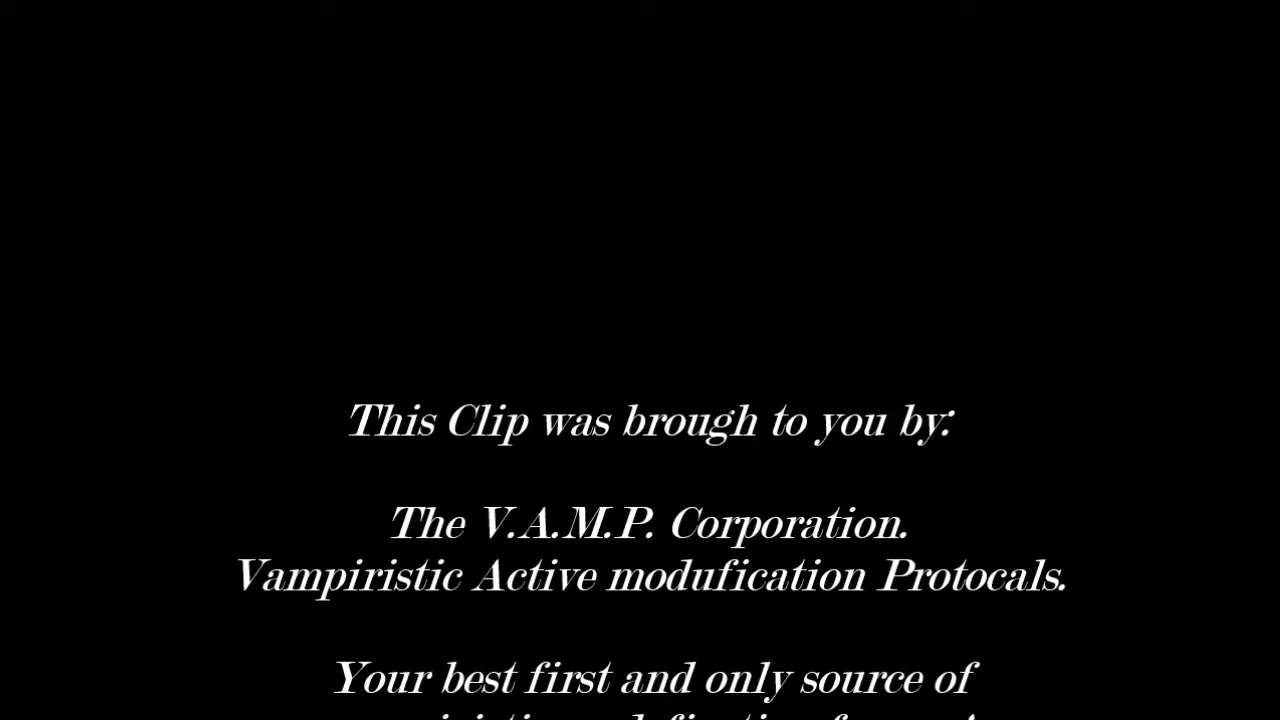 This Clip was brough to you by:
The V.A.M.P. Corporation.
Vampiristic Active modufication Protocals.
Your best first and only source of